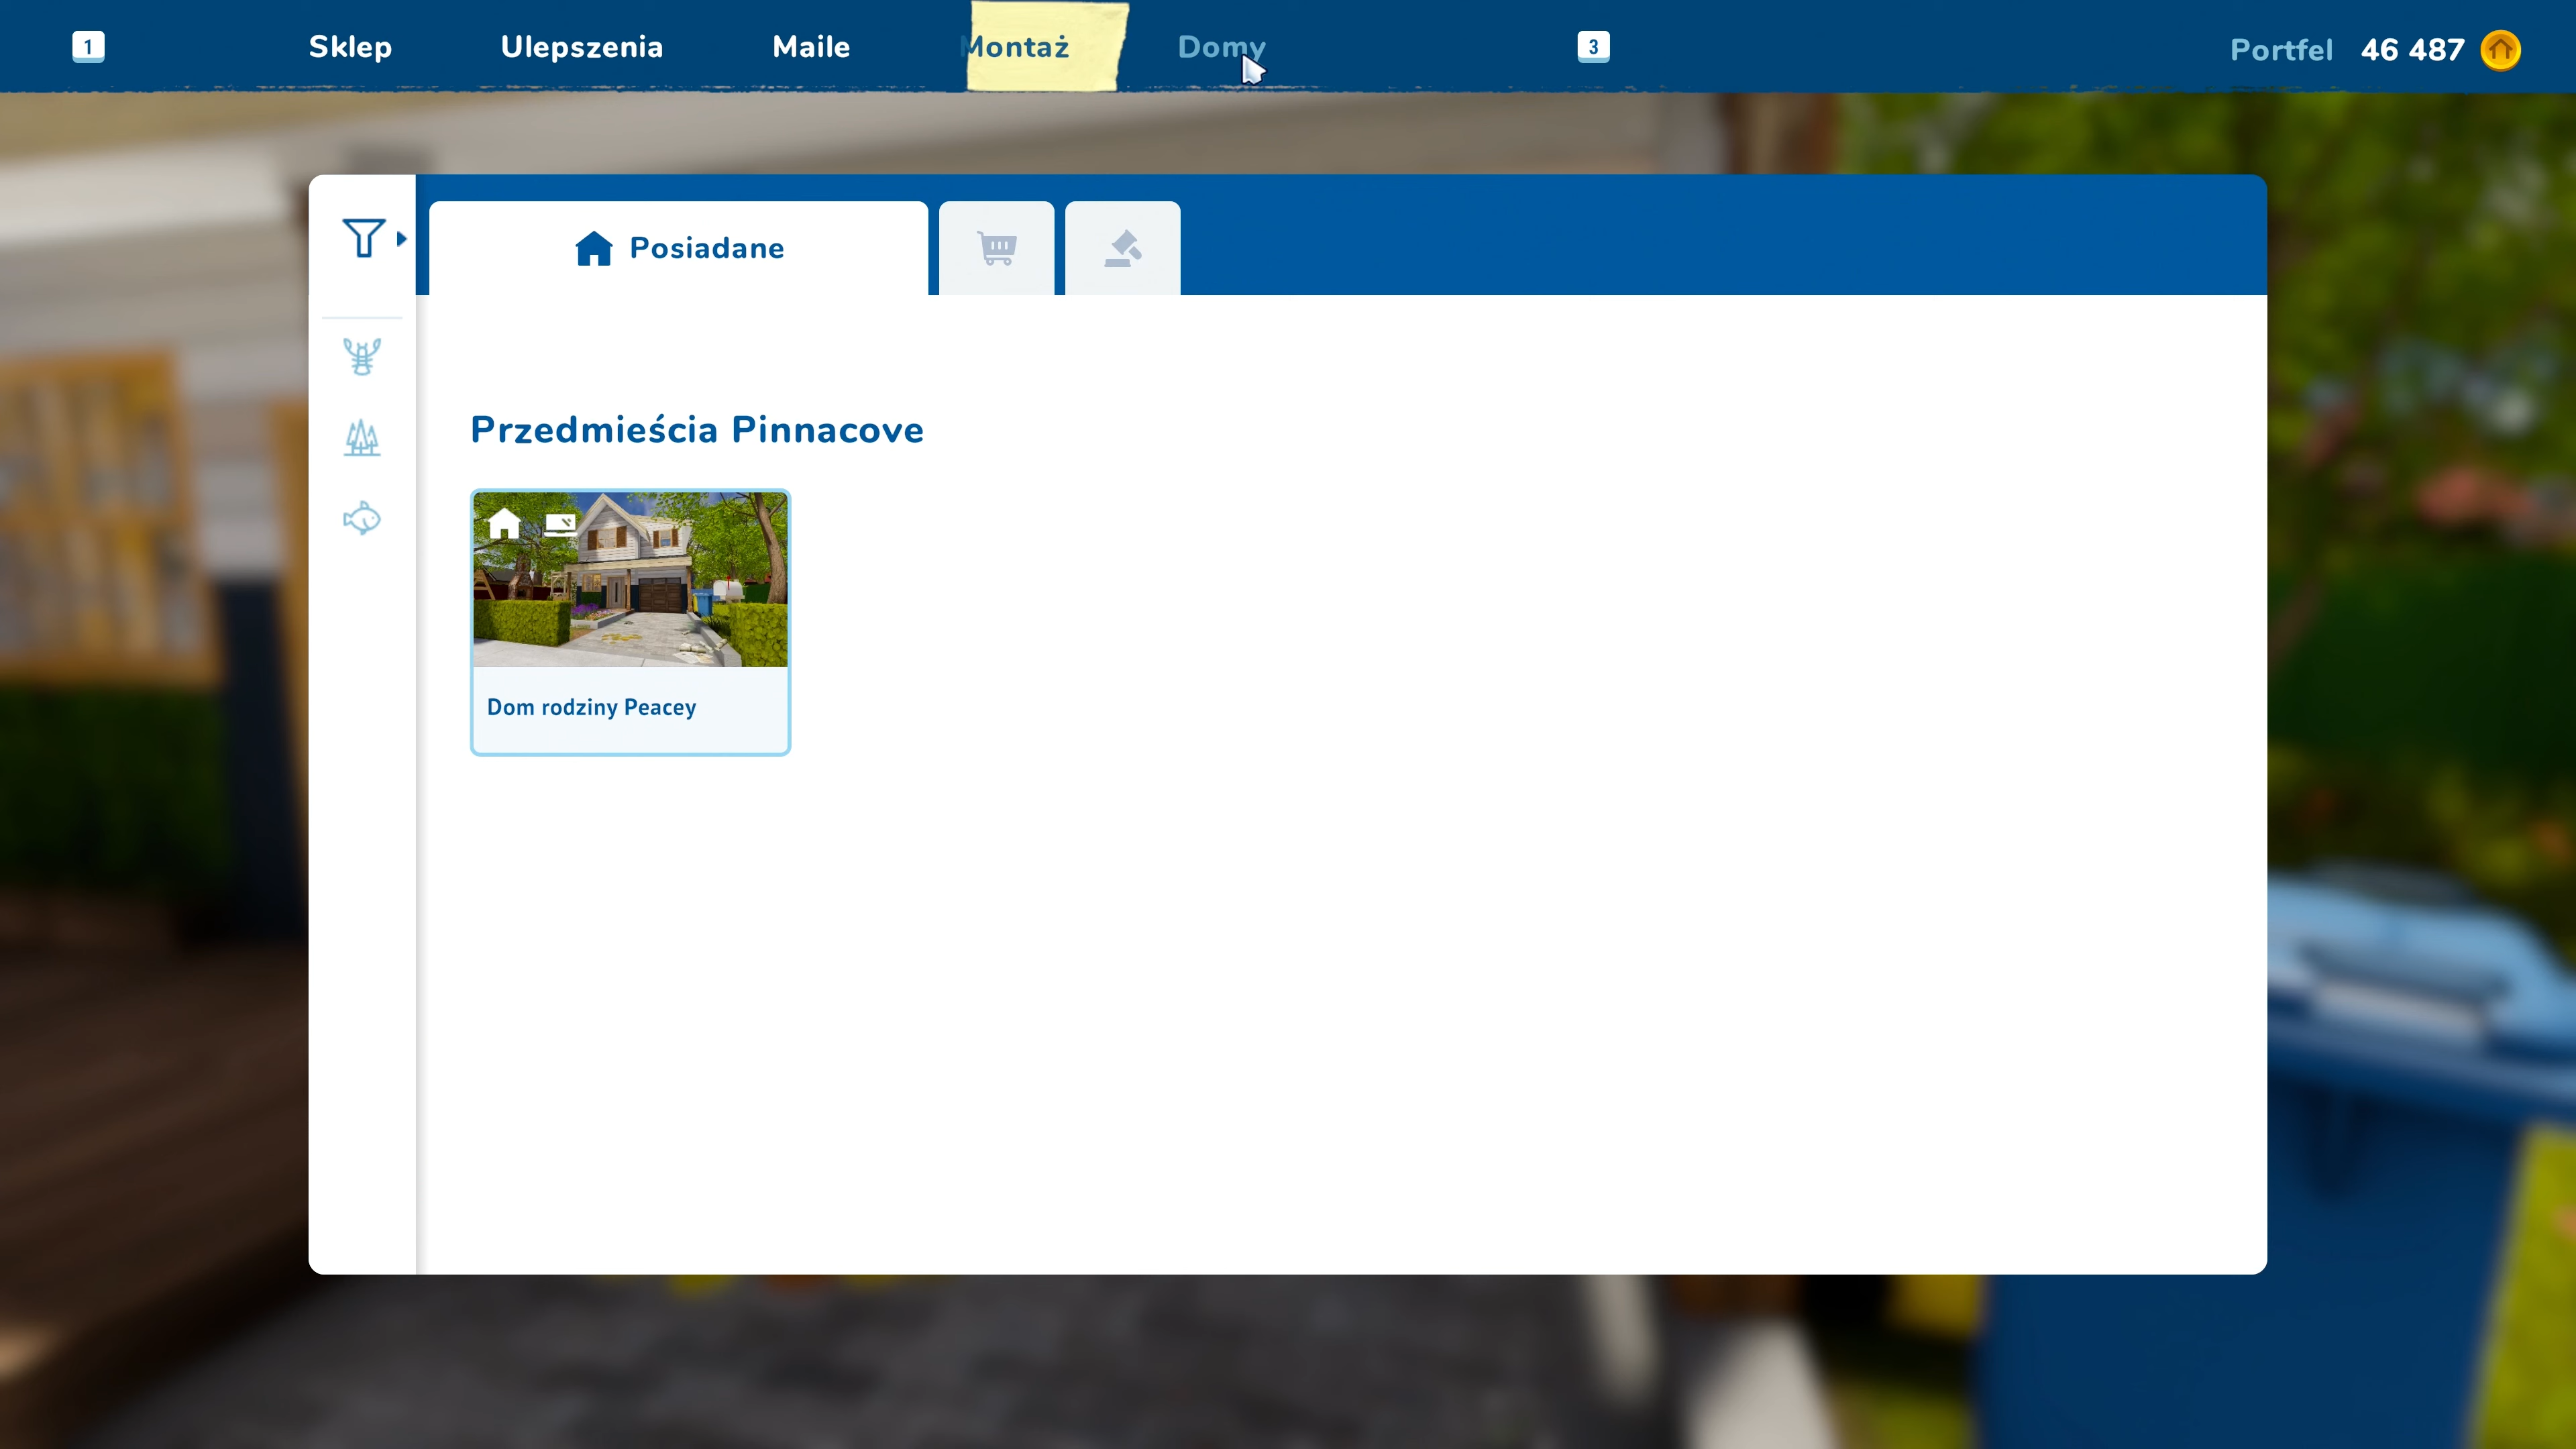 1 Sklep Ulepszenia Maile Montaż Domy 3 Portfel 46 487
Posiadane
Przedmieścia Pinnacove
Dom rodziny Peacey